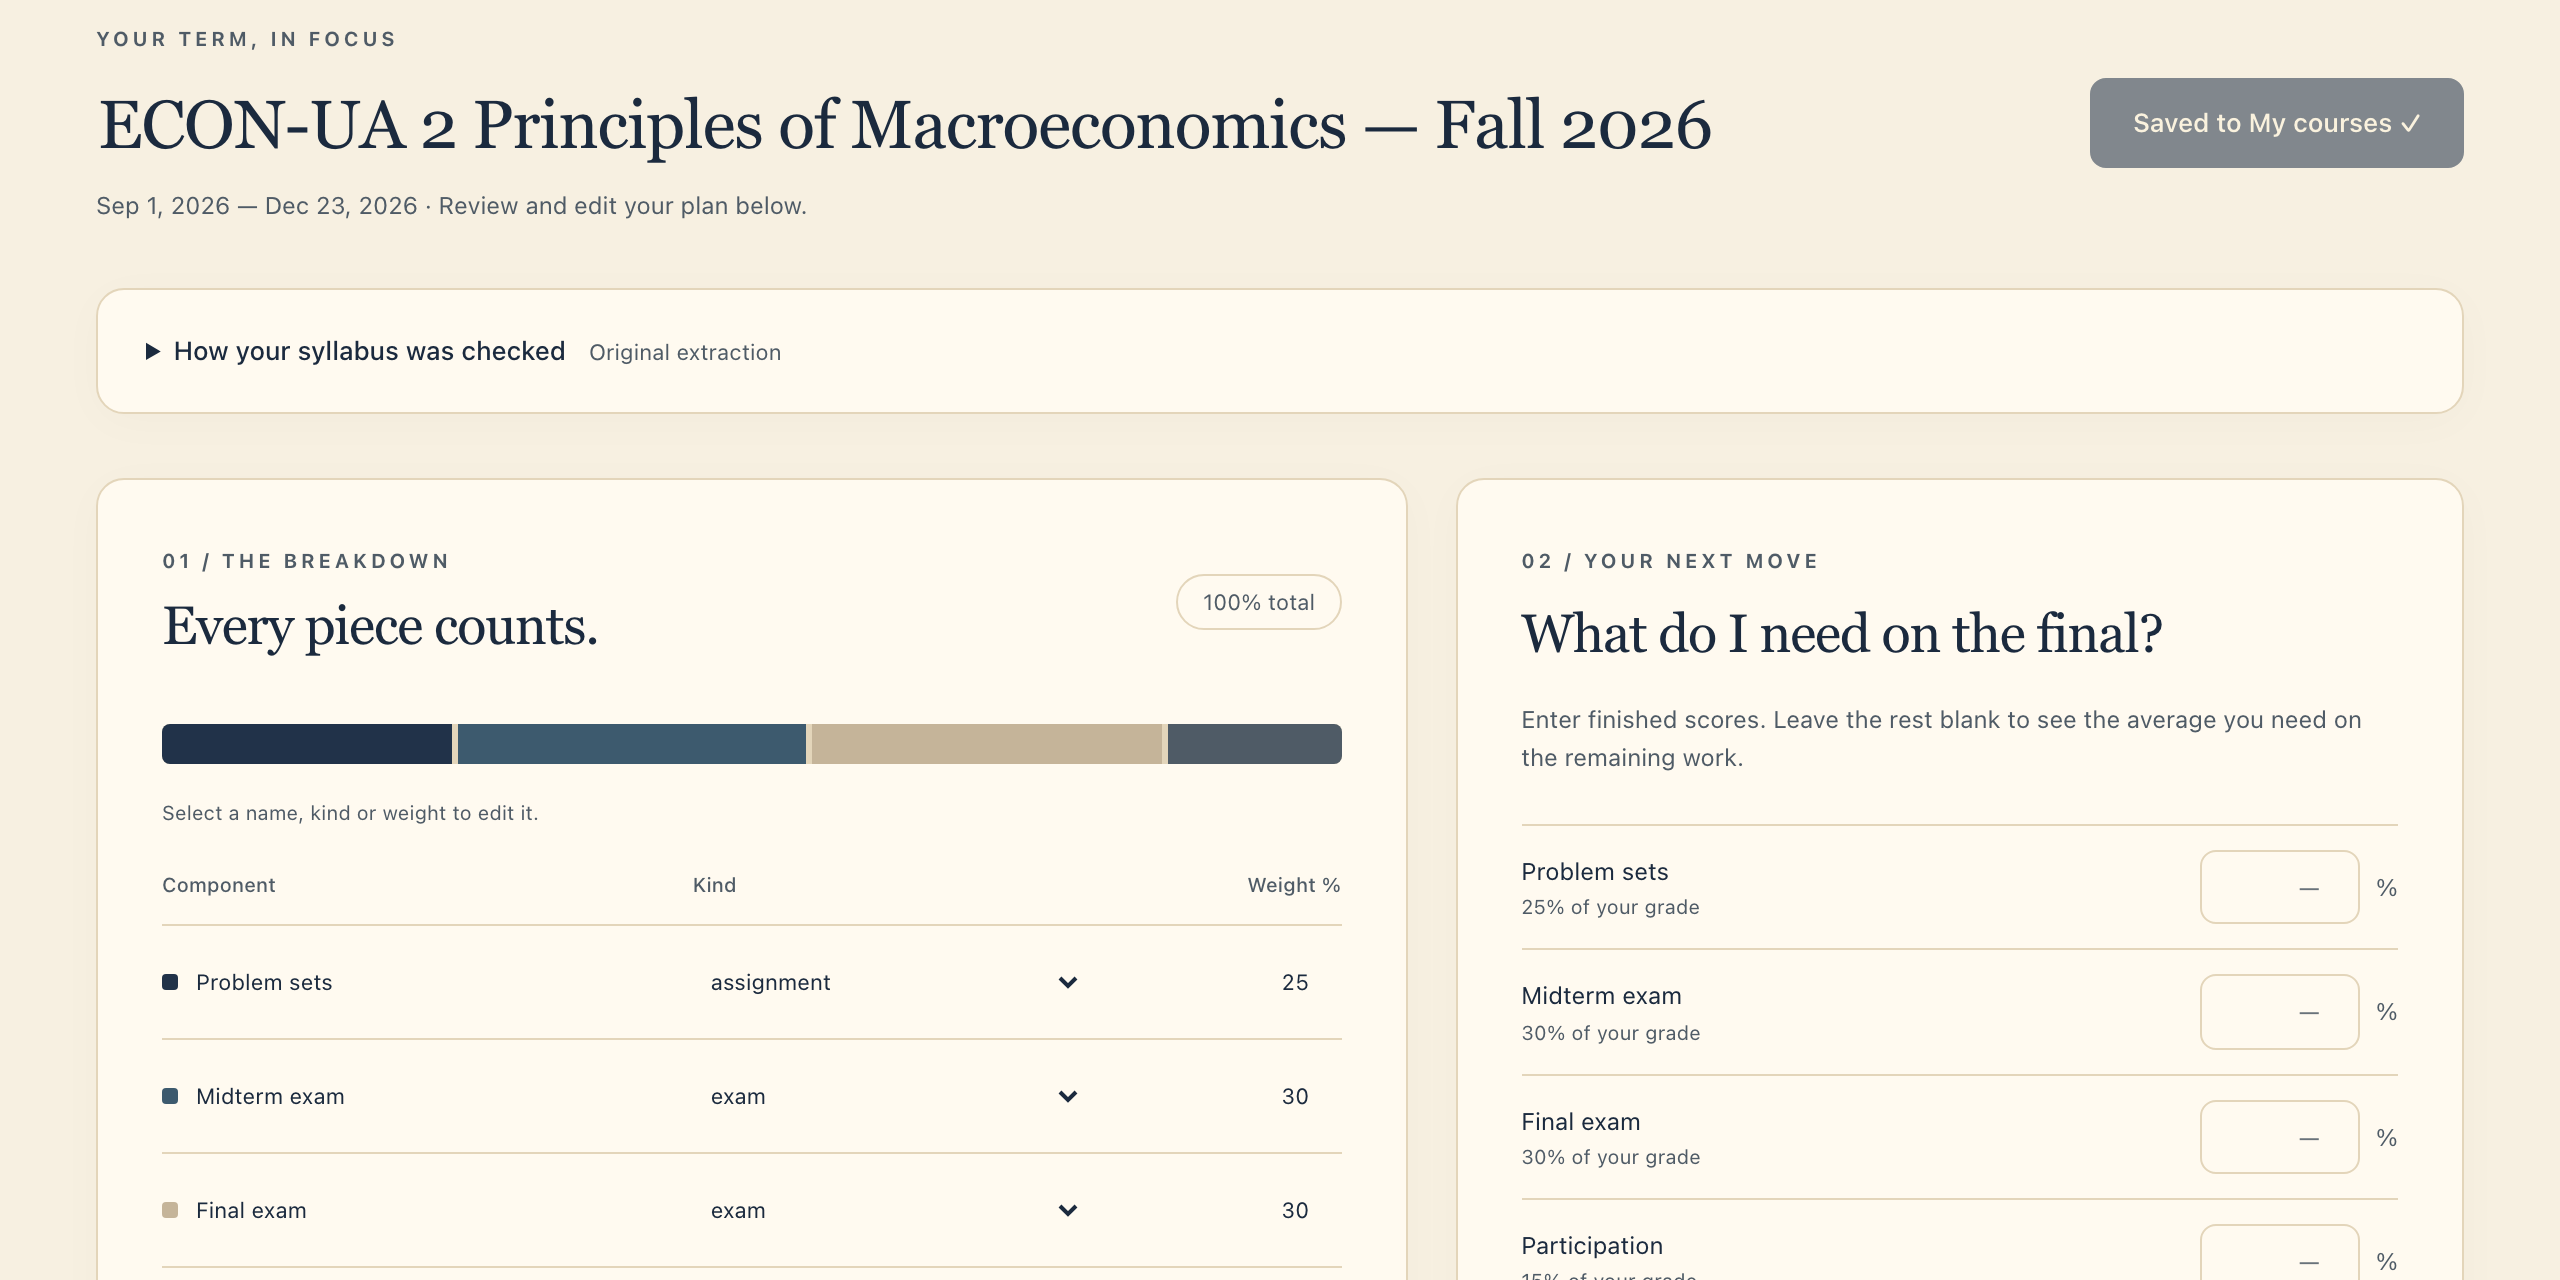 YOUR TERM, IN FOCUS
ECON-UA 2 Principles of Macroeconomics — Fall 2026
Saved to My courses ✓
Sep 1, 2026 — Dec 23, 2026 · Review and edit your plan below.
▶ How your syllabus was checked Original extraction
01 / THE BREAKDOWN
Every piece counts.
100% total
Select a name, kind or weight to edit it.
Component Kind Weight %
Problem sets assignment 25
Midterm exam exam 30
Final exam exam 30
02 / YOUR NEXT MOVE
What do I need on the final?
Enter finished scores. Leave the rest blank to see the average you need on
the remaining work.
Problem sets
25% of your grade
— %
Midterm exam
30% of your grade
— %
Final exam
30% of your grade
— %
Participation
15% of your grade
— %